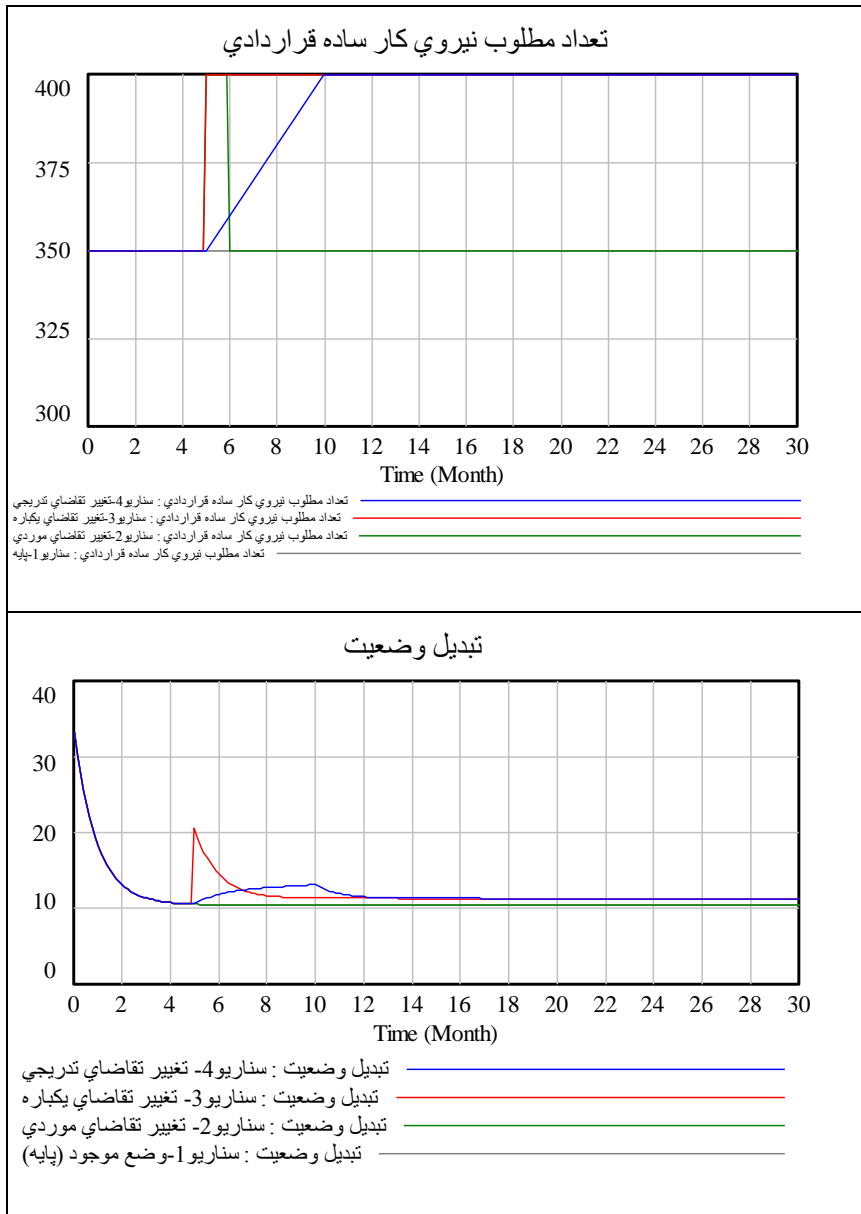 تعداد مطلوب نيروي كار ساده قراردادي
400
375
350
325
300
0 2 4 6 8 10 12 14 16 18 20 22 24 26 28 30
Time (Month)
تعداد مطلوب نيروي كار ساده قراردادي : سناريو4-تغيير تقاضاي تدريجي
تعداد مطلوب نيروي كار ساده قراردادي : سناريو3-تغيير تقاضاي يكباره
تعداد مطلوب نيروي كار ساده قراردادي : سناريو2-تغيير تقاضاي موردي
تعداد مطلوب نيروي كار ساده قراردادي : سناريو1-پايه
تبديل وضعيت
40
30
20
10
0
0 2 4 6 8 10 12 14 16 18 20 22 24 26 28 30
Time (Month)
تبديل وضعيت : سناريو4- تغيير تقاضاي تدريجي
تبديل وضعيت : سناريو3- تغيير تقاضاي يكباره
تبديل وضعيت : سناريو2- تغيير تقاضاي موردي
تبديل وضعيت : سناريو1-وضع موجود (پايه)